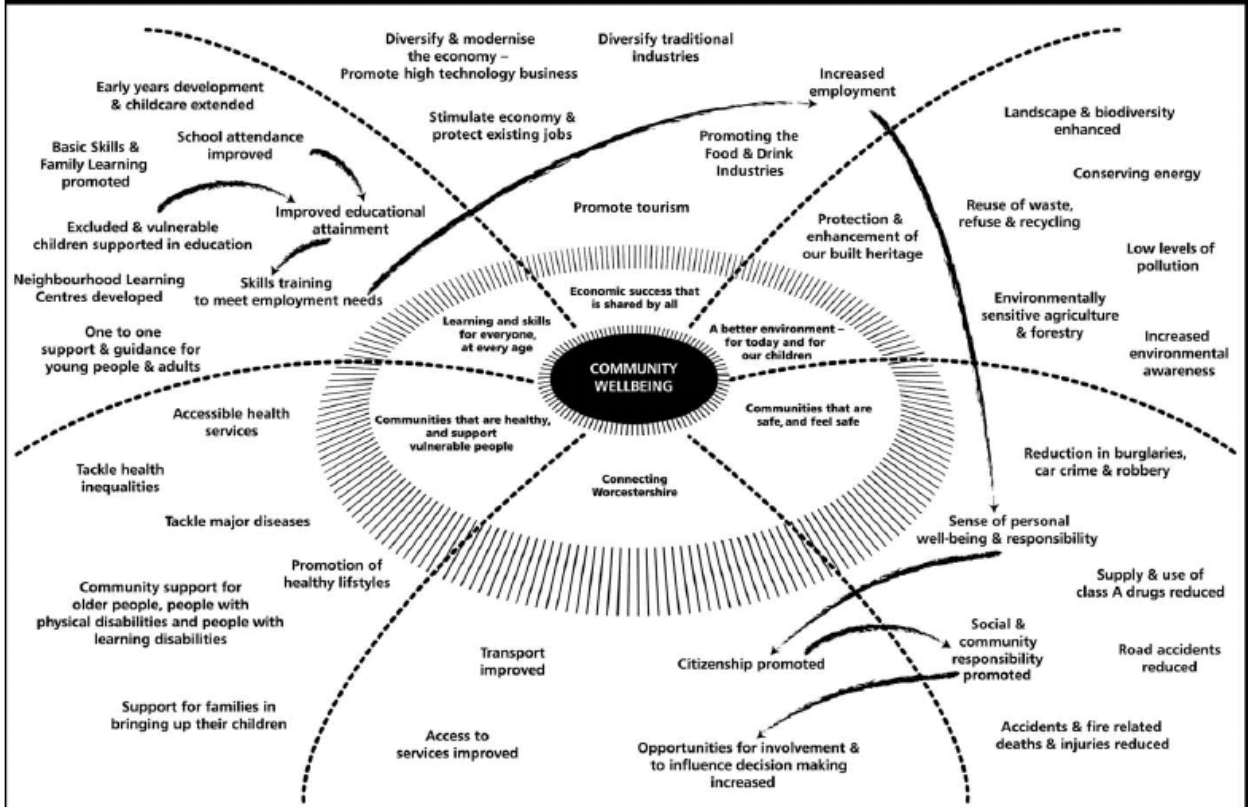 Diversify & modernise
the economy –
Promote high technology business
Diversify traditional
industries
Increased
employment
Stimulate economy &
protect existing jobs
Promoting the
Food & Drink
Industries
Promote tourism
Early years development
& childcare extended
School attendance
improved
Basic Skills &
Family Learning
promoted
Improved educational
attainment
Excluded & vulnerable
children supported in education
Skills training
to meet employment needs
Neighbourhood Learning
Centres developed
One to one
support & guidance for
young people & adults
Landscape & biodiversity
enhanced
Conserving energy
Reuse of waste,
refuse & recycling
Protection &
enhancement of
our built heritage
Low levels of
pollution
Environmentally
sensitive agriculture
& forestry
Increased
environmental
awareness
Economic success that
is shared by all
Learning and skills
for everyone,
at every age
A better environment –
for today and for
our children
COMMUNITY
WELLBEING
Communities that are healthy,
and support
vulnerable people
Communities that are
safe, and feel safe
Connecting
Worcestershire
Accessible health
services
Tackle health
inequalities
Tackle major diseases
Promotion of
healthy lifstyles
Community support for
older people, people with
physical disabilities and people with
learning disabilities
Support for families in
bringing up their children
Transport
improved
Access to
services improved
Citizenship promoted
Opportunities for involvement &
to influence decision making
increased
Reduction in burglaries,
car crime & robbery
Sense of personal
well-being & responsibility
Supply & use of
class A drugs reduced
Social &
community
responsibility
promoted
Road accidents
reduced
Accidents & fire related
deaths & injuries reduced